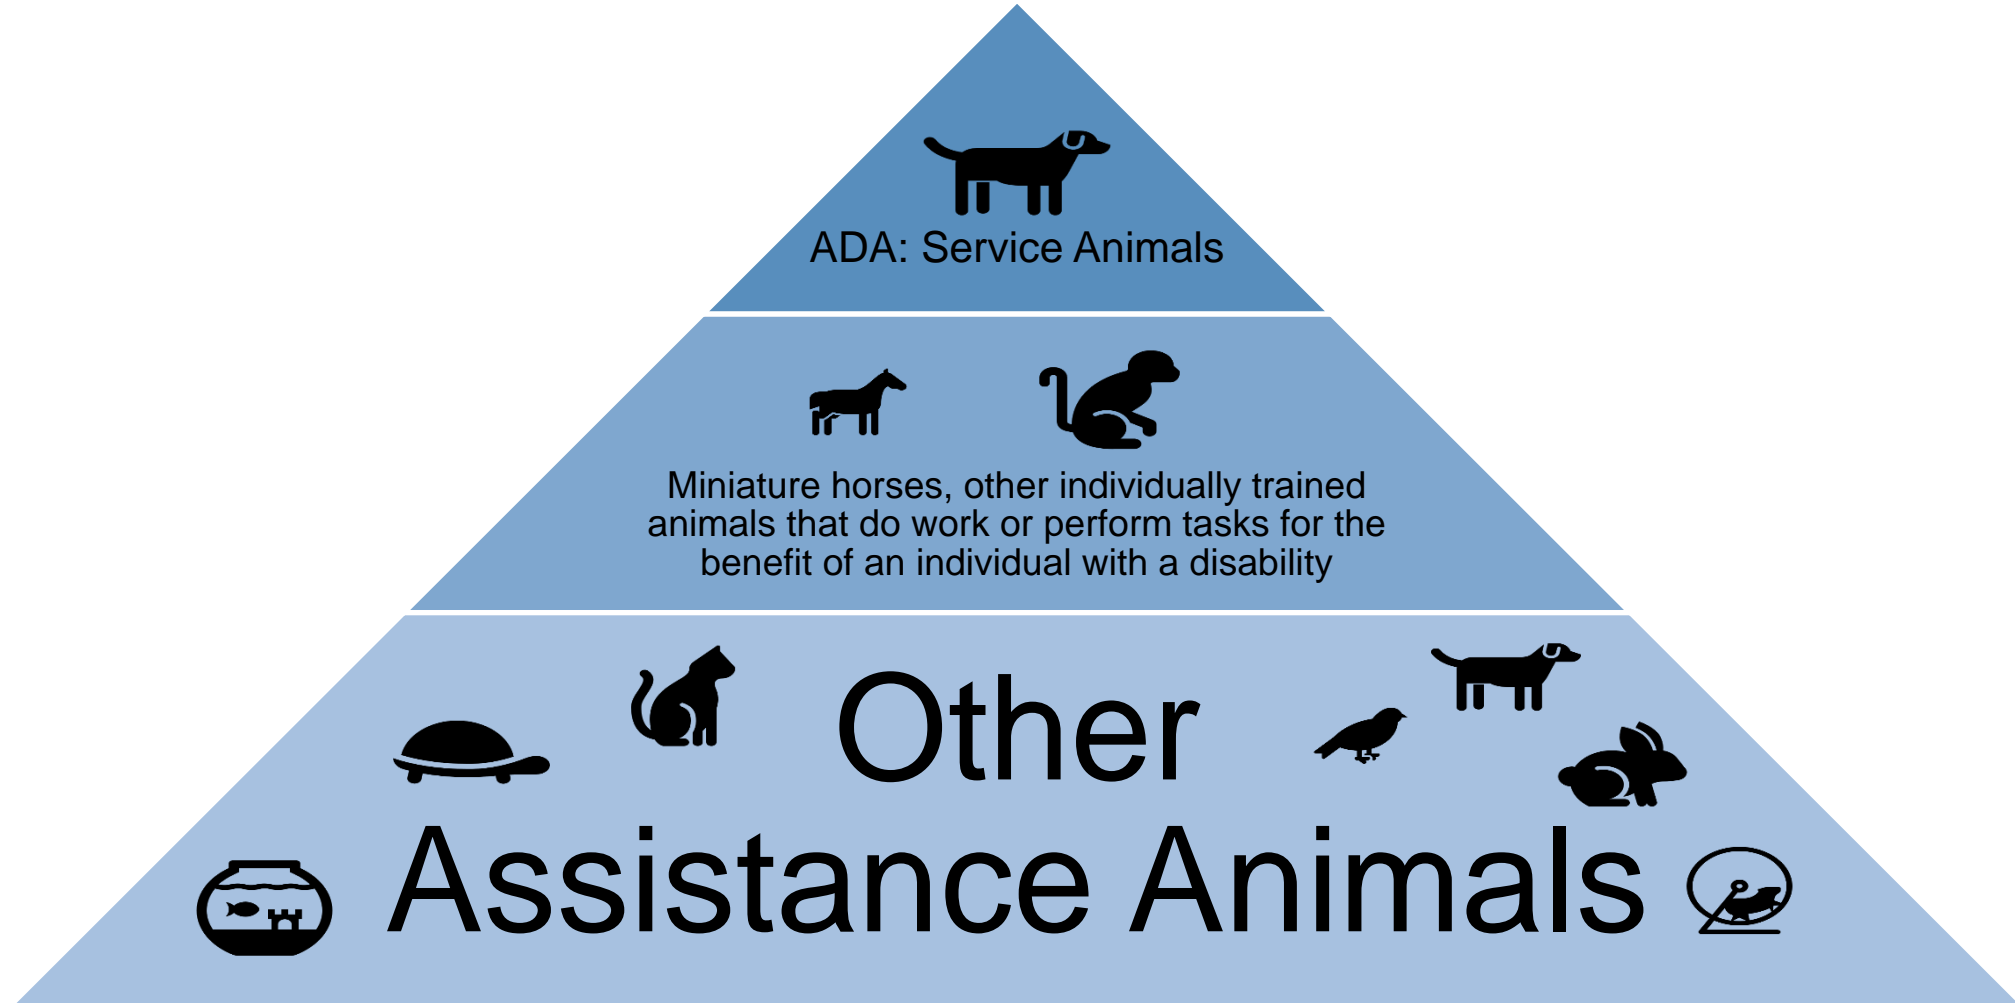 ADA: Service Animals
Miniature horses, other individually trained
animals that do work or perform tasks for the
benefit of an individual with a disability
Other
Assistance Animals